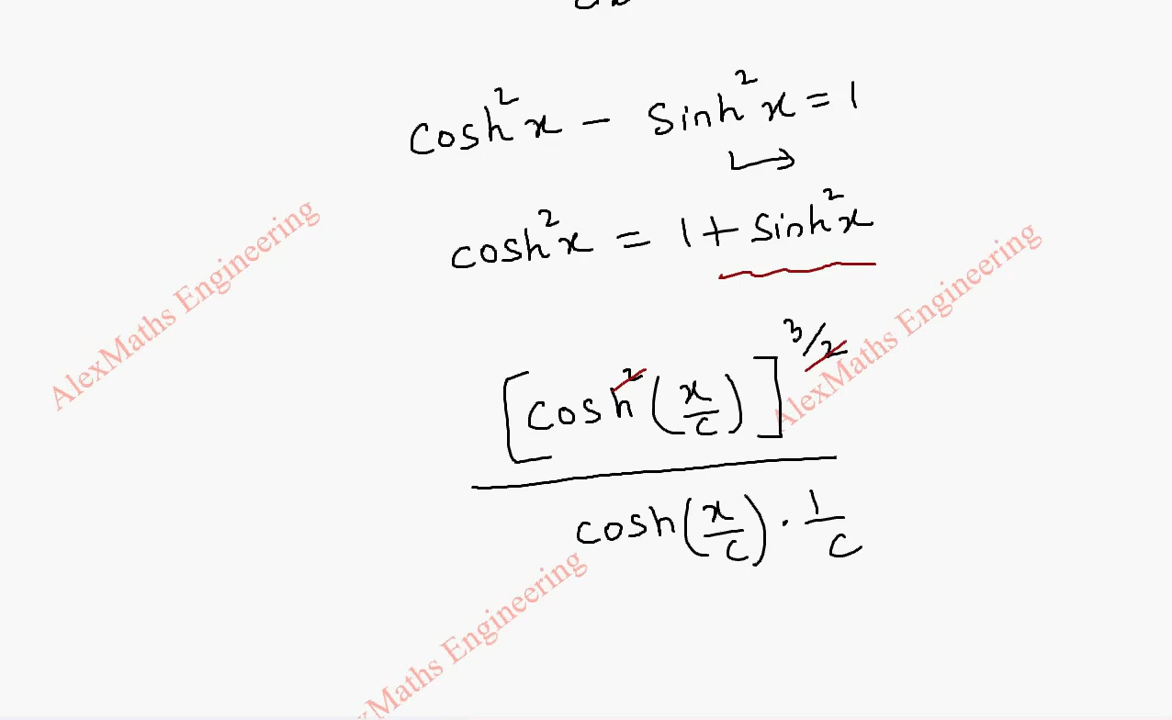 cosh²x − sinh²x = 1
cosh²x = 1 + sinh²x
[cosh²(x/c)]^3/2
cosh(x/c) · 1/c
AlexMaths Engineering
AlexMaths Engineering
AlexMaths Engineering